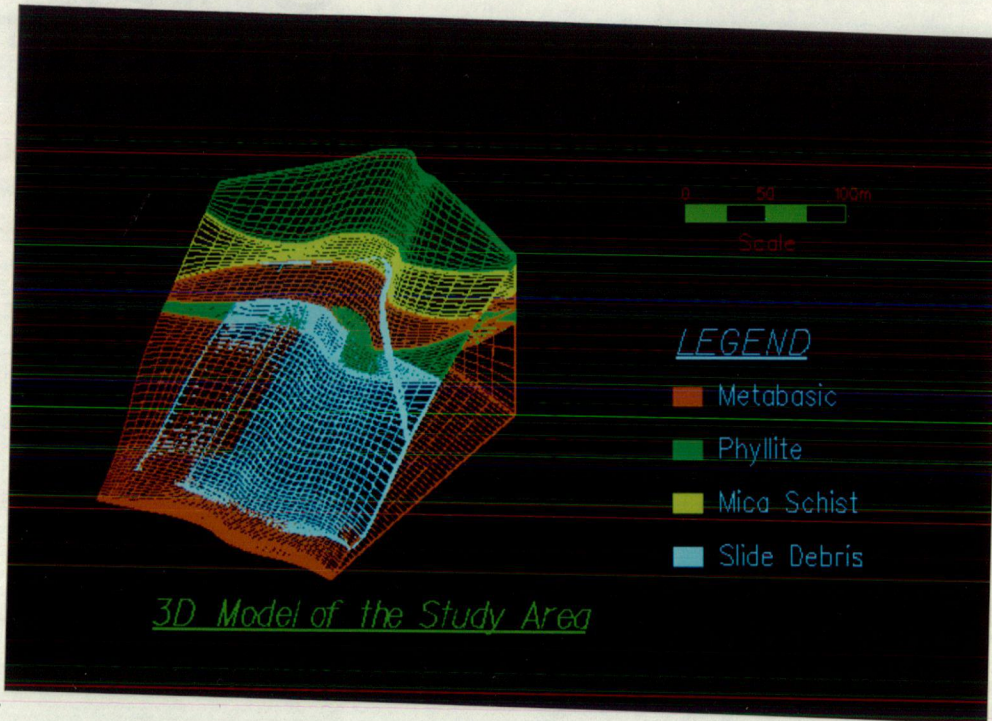 0 50 100m
Scale
LEGEND
Metabasic
Phyllite
Mica Schist
Slide Debris
3D Model of the Study Area